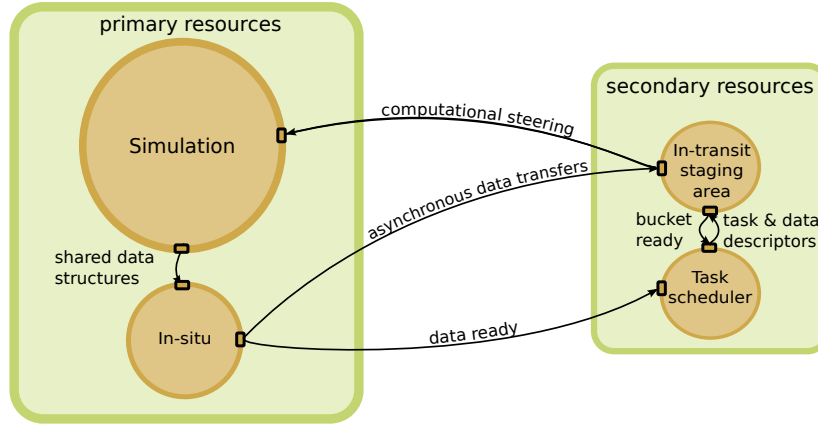 primary resources
Simulation
shared data
structures
In-situ
computational steering
asynchronous data transfers
data ready
secondary resources
In-transit
staging
area
bucket
ready
task & data
descriptors
Task
scheduler